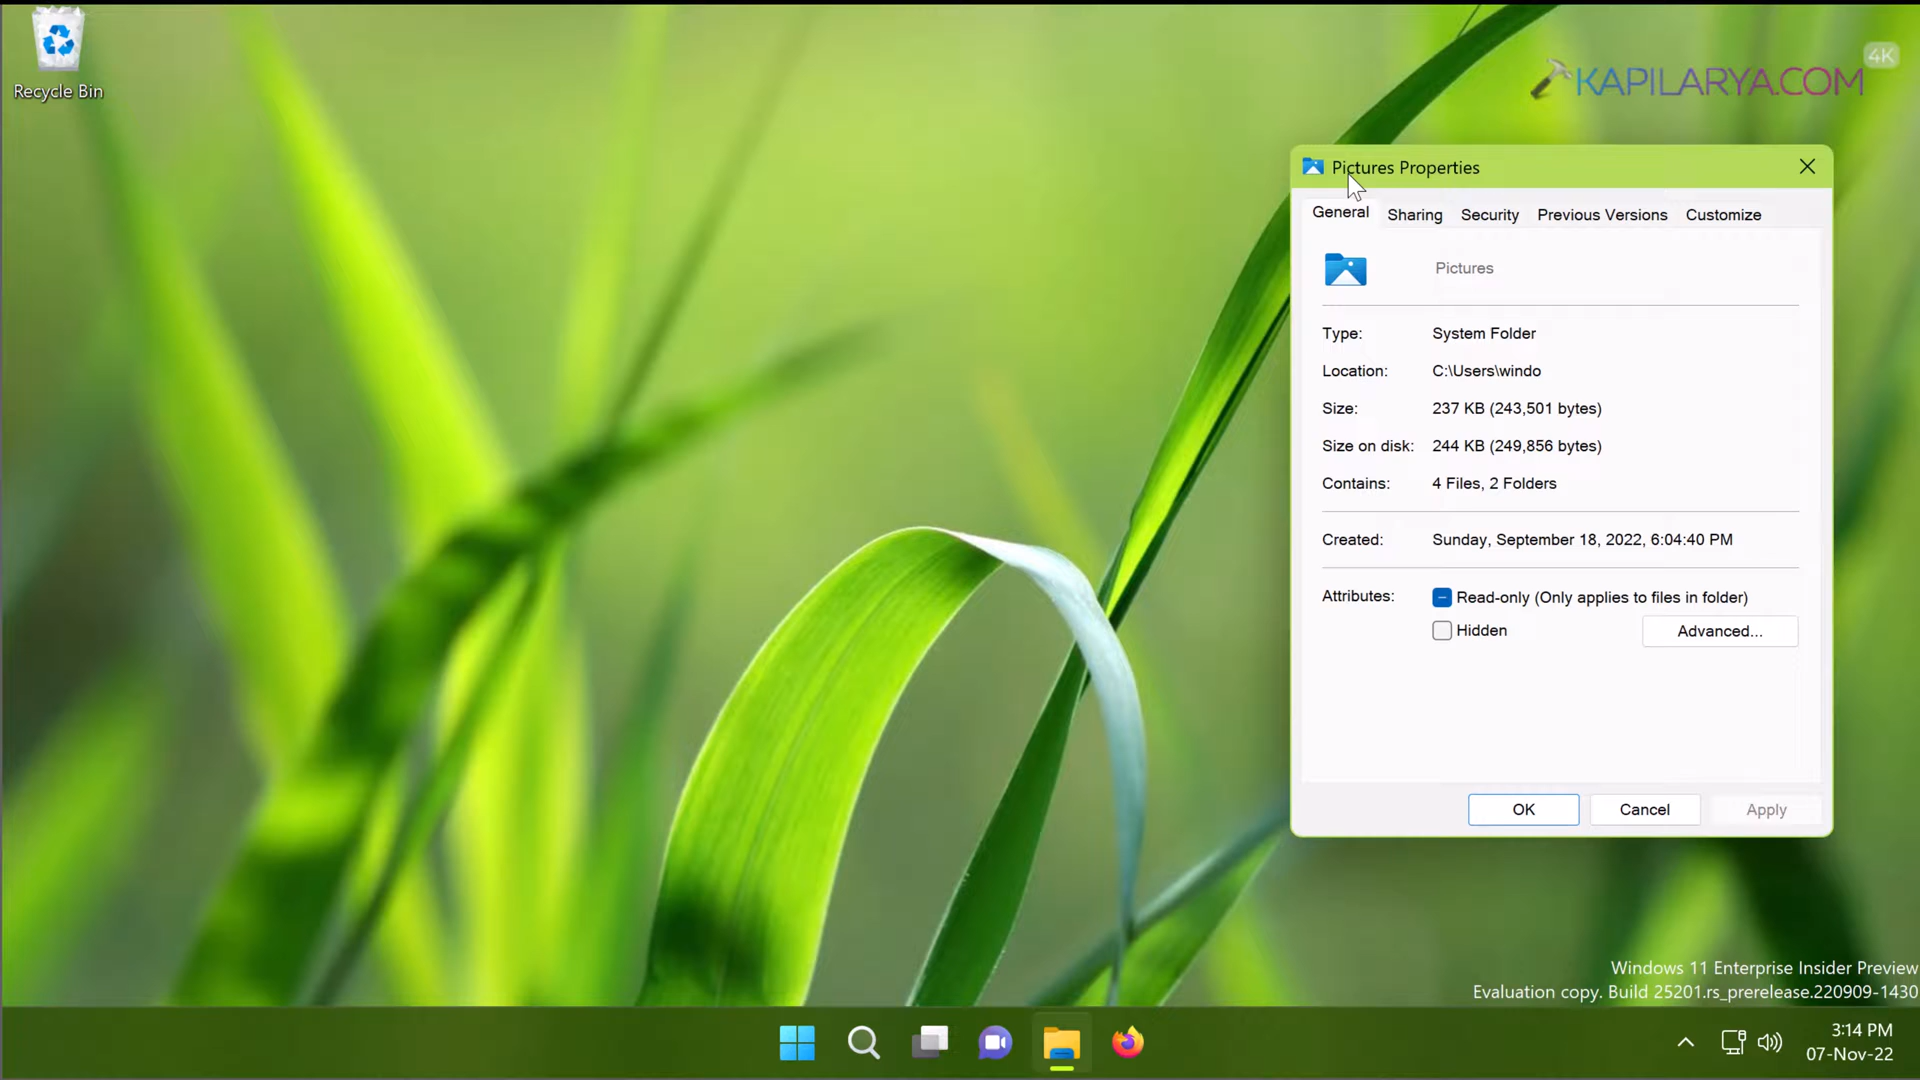 Recycle Bin
4K
KAPILARYA.COM
Pictures Properties
General Sharing Security Previous Versions Customize
Pictures
Type: System Folder
Location: C:\Users\windo
Size: 237 KB (243,501 bytes)
Size on disk: 244 KB (249,856 bytes)
Contains: 4 Files, 2 Folders
Created: Sunday, September 18, 2022, 6:04:40 PM
Attributes: Read-only (Only applies to files in folder)
Hidden Advanced...
OK Cancel Apply
Windows 11 Enterprise Insider Preview
Evaluation copy. Build 25201.rs_prerelease.220909-1430
3:14 PM
07-Nov-22